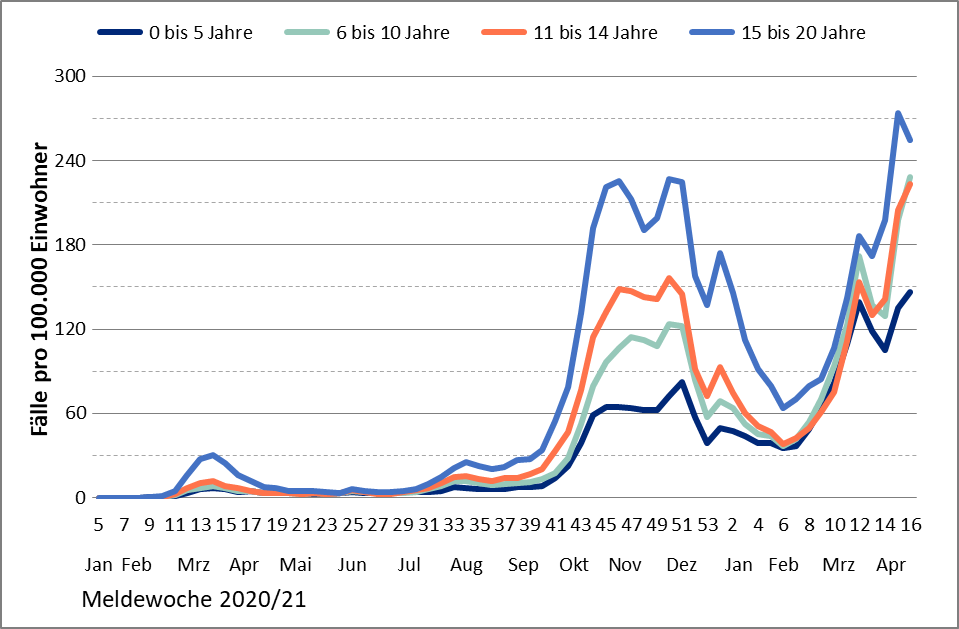 0 bis 5 Jahre 6 bis 10 Jahre 11 bis 14 Jahre 15 bis 20 Jahre
Fälle pro 100.000 Einwohner
300
240
180
120
60
0
5 7 9 11 13 15 17 19 21 23 25 27 29 31 33 35 37 39 41 43 45 47 49 51 53 2 4 6 8 10 12 14 16
Jan Feb Mrz Apr Mai Jun Jul Aug Sep Okt Nov Dez Jan Feb Mrz Apr
Meldewoche 2020/21